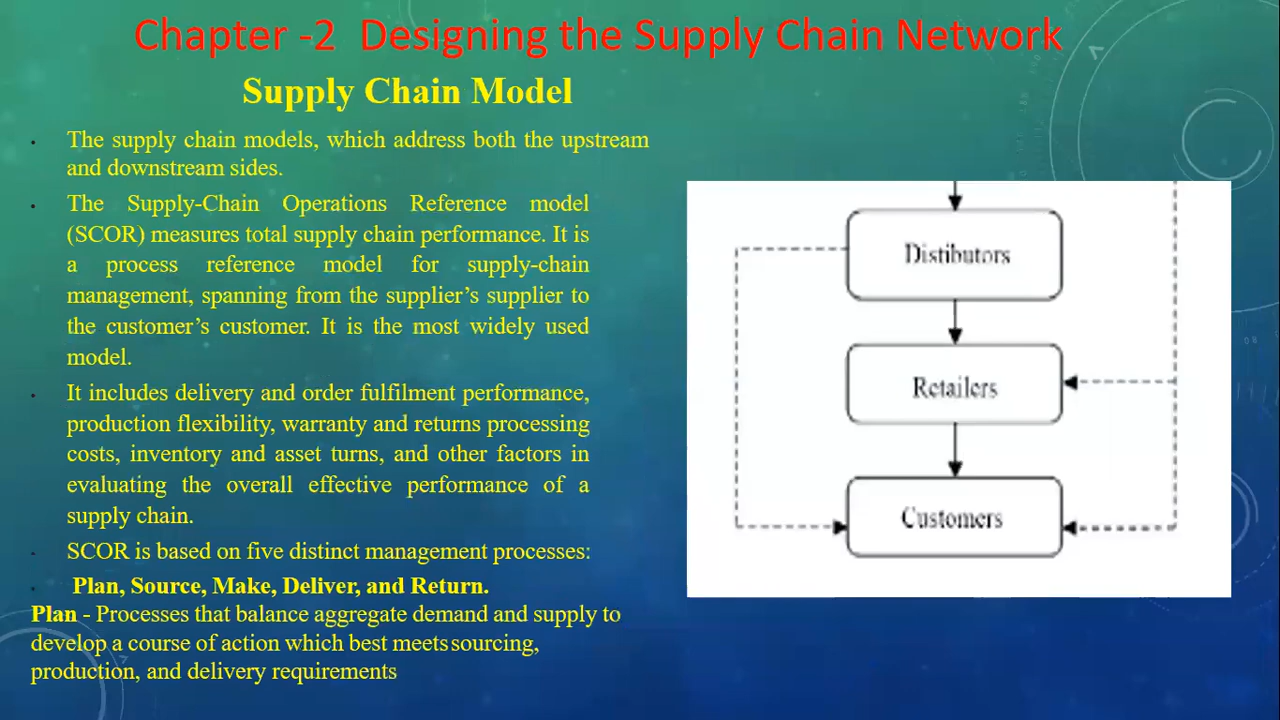 Chapter -2 Designing the Supply Chain Network
Supply Chain Model
The supply chain models, which address both the upstream
and downstream sides.
The Supply-Chain Operations Reference model
(SCOR) measures total supply chain performance. It is
a process reference model for supply-chain
management, spanning from the supplier’s supplier to
the customer’s customer. It is the most widely used
model.
It includes delivery and order fulfilment performance,
production flexibility, warranty and returns processing
costs, inventory and asset turns, and other factors in
evaluating the overall effective performance of a
supply chain.
SCOR is based on five distinct management processes:
Plan, Source, Make, Deliver, and Return.
Plan - Processes that balance aggregate demand and supply to
develop a course of action which best meets sourcing,
production, and delivery requirements
Distibutors
Retailers
Customers